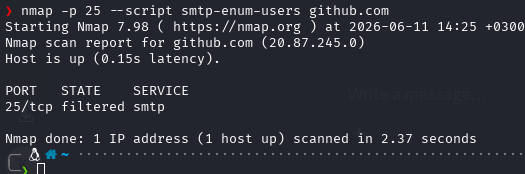 ❯ nmap -p 25 --script smtp-enum-users github.com
Starting Nmap 7.98 ( https://nmap.org ) at 2026-06-11 14:25 +0300
Nmap scan report for github.com (20.87.245.0)
Host is up (0.15s latency).
PORT   STATE    SERVICE
25/tcp filtered smtp
Write a message...
Nmap done: 1 IP address (1 host up) scanned in 2.37 seconds
~